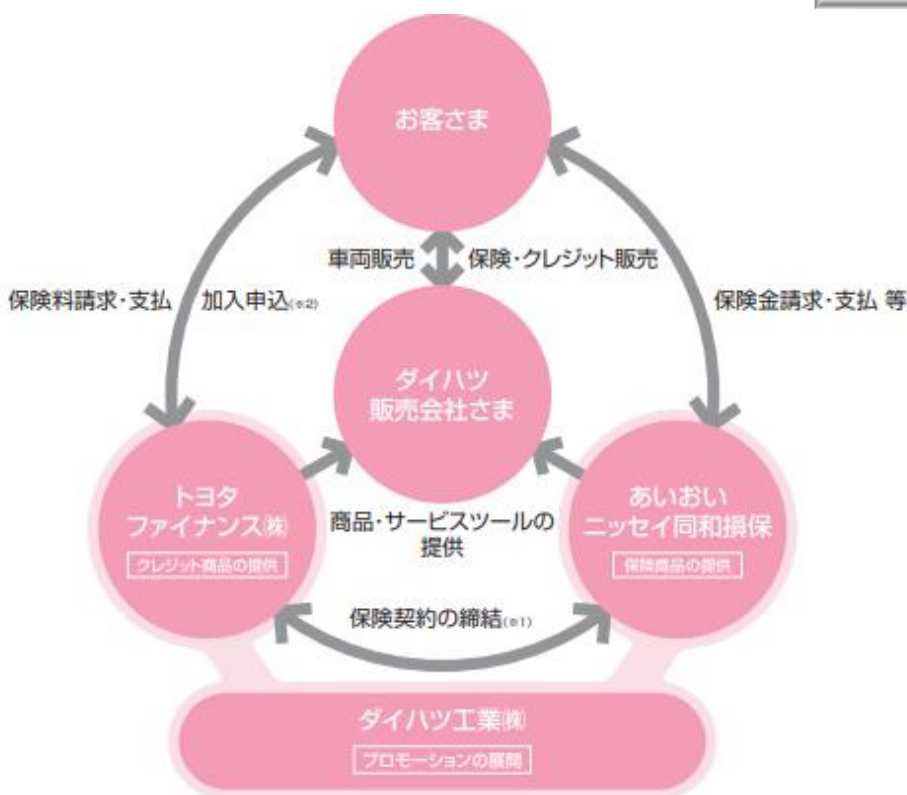 お客さま
車両販売
保険・クレジット販売
保険料請求・支払
加入申込(※2)
保険金請求・支払 等
ダイハツ
販売会社さま
トヨタ
ファイナンス㈱
クレジット商品の提供
商品・サービスツールの
提供
あいおい
ニッセイ同和損保
保険商品の提供
保険契約の締結(※1)
ダイハツ工業㈱
プロモーションの展開